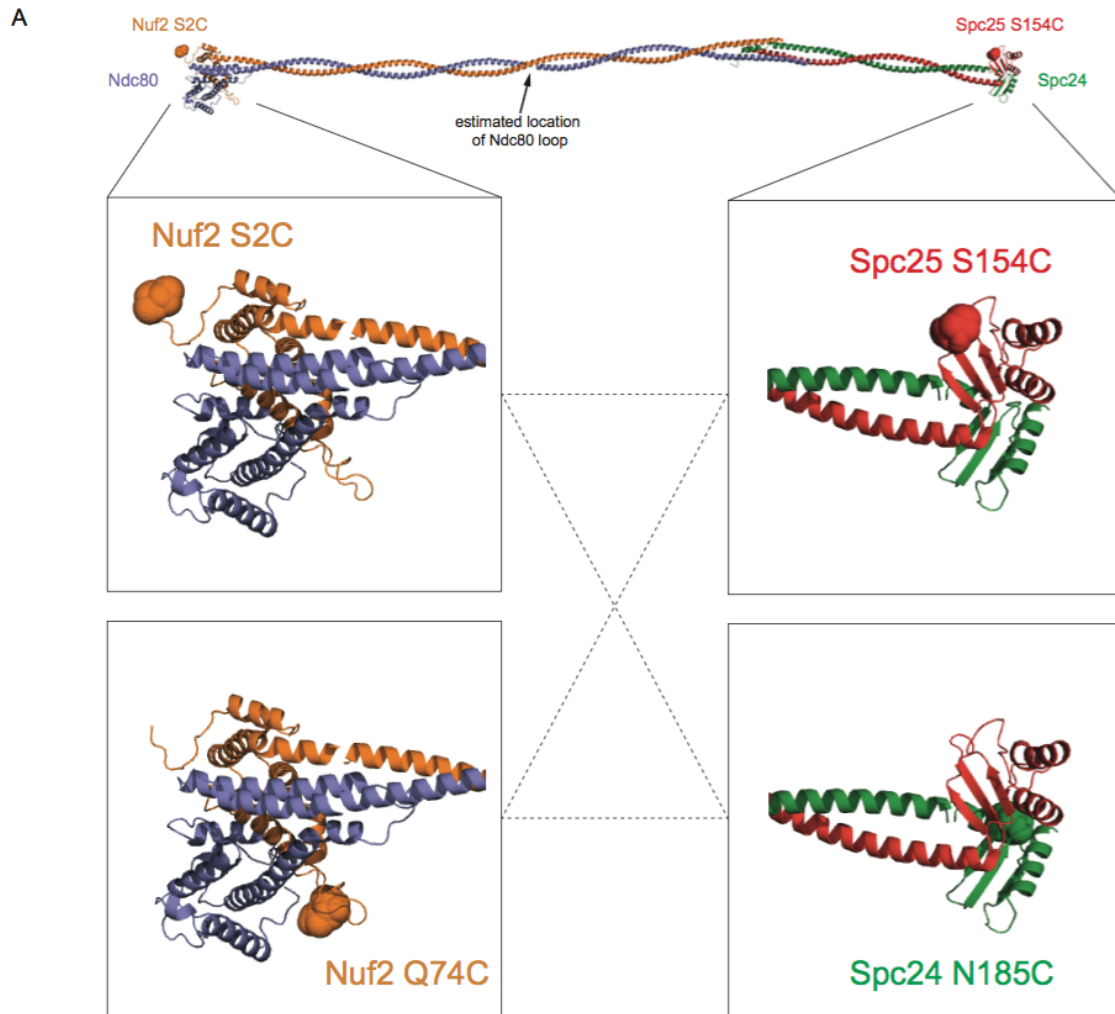 A
Nuf2 S2C
Spc25 S154C
Ndc80
Spc24
estimated location
of Ndc80 loop
Nuf2 S2C
Spc25 S154C
Nuf2 Q74C
Spc24 N185C